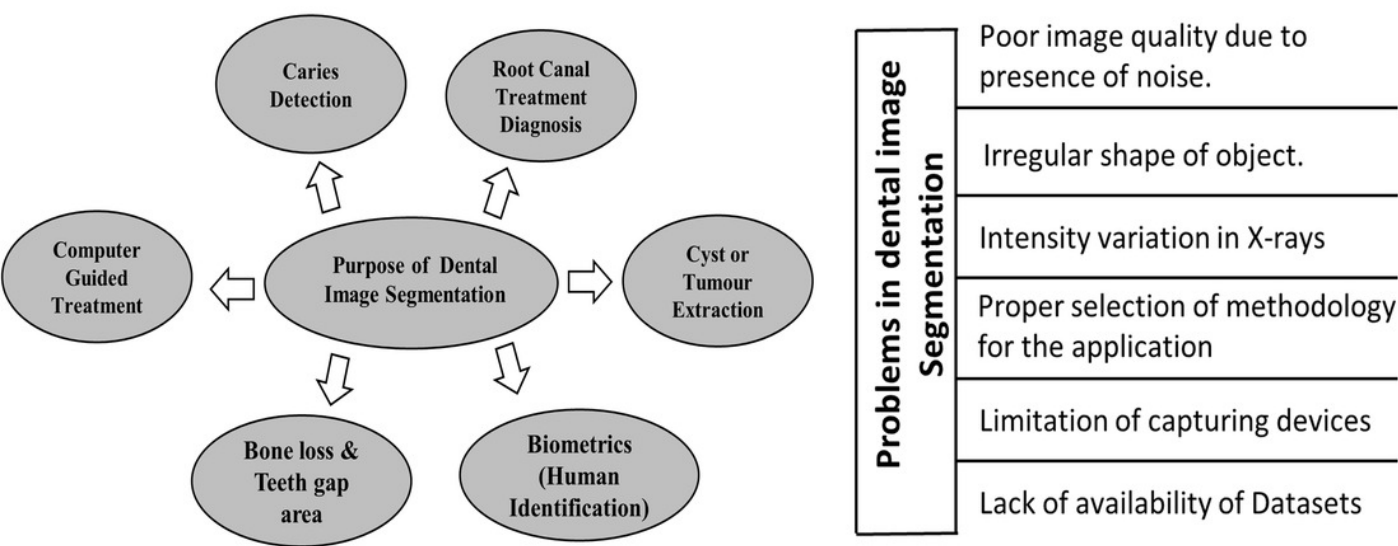 Caries
Detection
Root Canal
Treatment
Diagnosis
Computer
Guided
Treatment
Purpose of Dental
Image Segmentation
Cyst or
Tumour
Extraction
Bone loss &
Teeth gap
area
Biometrics
(Human
Identification)
Problems in dental image
Segmentation
Poor image quality due to
presence of noise.
Irregular shape of object.
Intensity variation in X-rays
Proper selection of methodology
for the application
Limitation of capturing devices
Lack of availability of Datasets